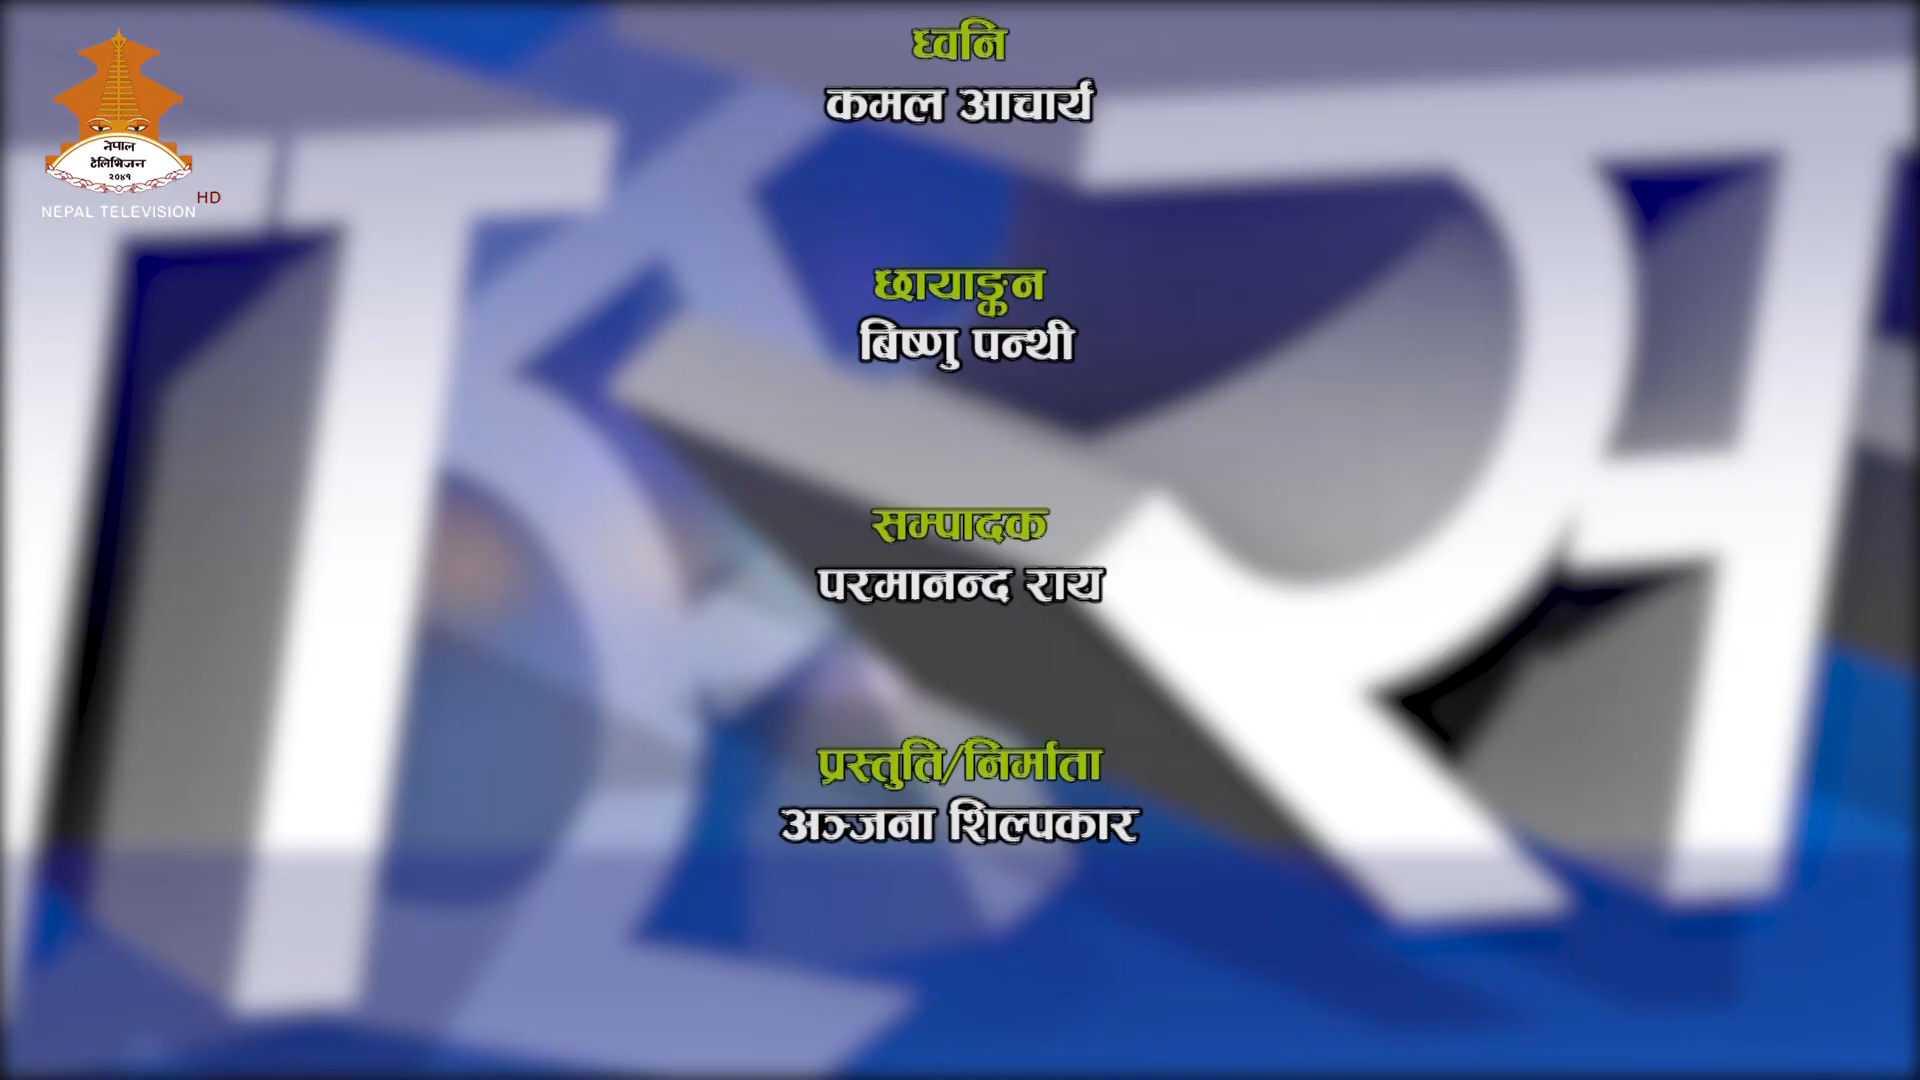 ध्वनि
कमल आचार्य
नेपाल
टेलिभिजन
२०४१
HD
NEPAL TELEVISION
छायाङ्कन
बिष्णु पन्थी
सम्पादक
परमानन्द राय
प्रस्तुति/निर्माता
अञ्जना शिल्पकार